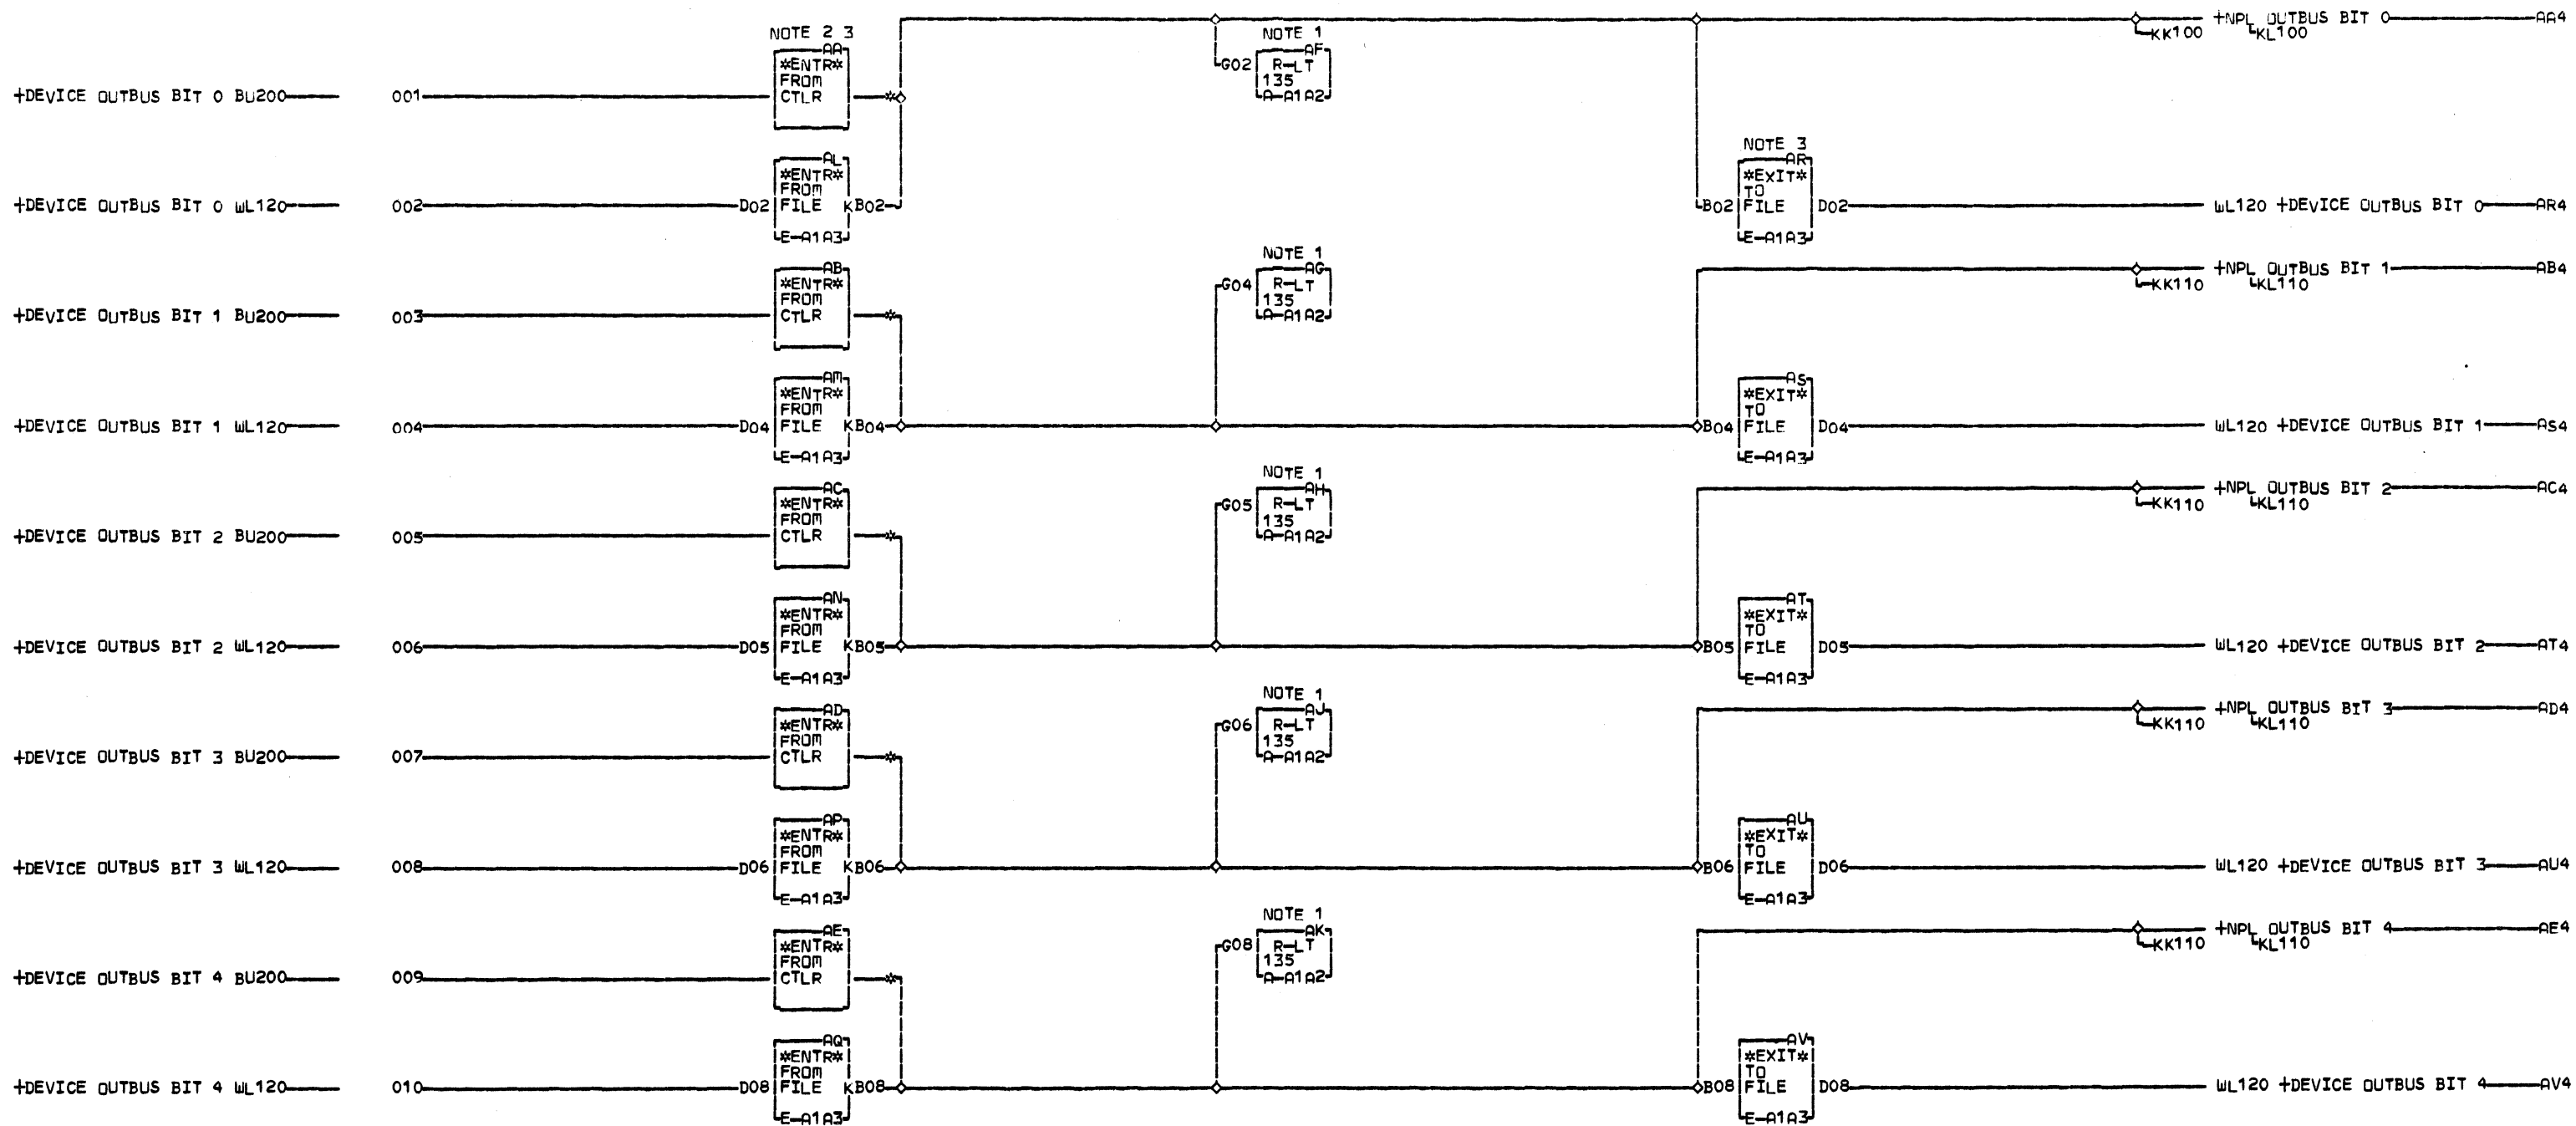 +NPL OUTBUS BIT 0 AA4
KK100 KL100
NOTE 2 3 NOTE 1
AA AF
*ENTR* G02 R-LT
FROM 135
+DEVICE OUTBUS BIT 0 BU200 001 CTLR * A-A1A2
NOTE 3
AL AR
*ENTR* *EXIT*
FROM TO
+DEVICE OUTBUS BIT 0 WL120 002 D02 FILE KB02 B02 FILE D02 WL120 +DEVICE OUTBUS BIT 0 AR4
E-A1A3 E-A1A3
NOTE 1
AB AG +NPL OUTBUS BIT 1 AB4
*ENTR* G04 R-LT KK110 KL110
FROM 135
+DEVICE OUTBUS BIT 1 BU200 003 CTLR * A-A1A2
AM AS
*ENTR* *EXIT*
FROM TO
+DEVICE OUTBUS BIT 1 WL120 004 D04 FILE KB04 B04 FILE D04 WL120 +DEVICE OUTBUS BIT 1 AS4
E-A1A3 E-A1A3
NOTE 1
AC AH +NPL OUTBUS BIT 2 AC4
*ENTR* G05 R-LT KK110 KL110
FROM 135
+DEVICE OUTBUS BIT 2 BU200 005 CTLR * A-A1A2
AN AT
*ENTR* *EXIT*
FROM TO
+DEVICE OUTBUS BIT 2 WL120 006 D05 FILE KB05 B05 FILE D05 WL120 +DEVICE OUTBUS BIT 2 AT4
E-A1A3 E-A1A3
NOTE 1
AD AJ +NPL OUTBUS BIT 3 AD4
*ENTR* G06 R-LT KK110 KL110
FROM 135
+DEVICE OUTBUS BIT 3 BU200 007 CTLR * A-A1A2
AP AU
*ENTR* *EXIT*
FROM TO
+DEVICE OUTBUS BIT 3 WL120 008 D06 FILE KB06 B06 FILE D06 WL120 +DEVICE OUTBUS BIT 3 AU4
E-A1A3 E-A1A3
NOTE 1
AE AK +NPL OUTBUS BIT 4 AE4
*ENTR* G08 R-LT KK110 KL110
FROM 135
+DEVICE OUTBUS BIT 4 BU200 009 CTLR * A-A1A2
AQ AV
*ENTR* *EXIT*
FROM TO
+DEVICE OUTBUS BIT 4 WL120 010 D08 FILE KB08 B08 FILE D08 WL120 +DEVICE OUTBUS BIT 4 AV4
E-A1A3 E-A1A3